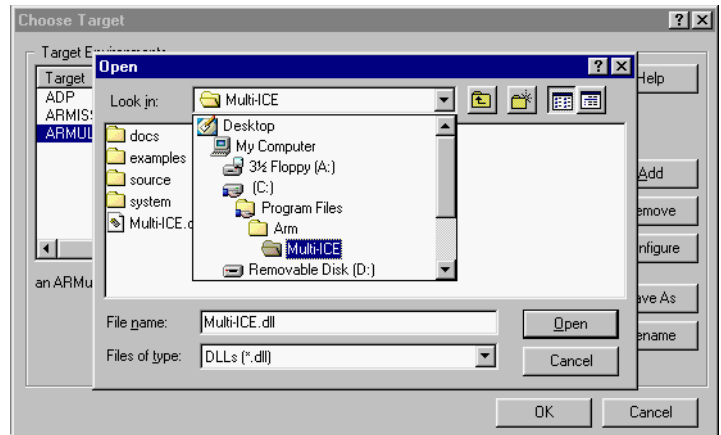 Choose Target
Target Environments
Target
ADP
ARMIS
ARMUL
an ARMu
Help
Add
emove
nfigure
ave As
ename
OK
Cancel
Open
Look in:
Multi-ICE
docs
examples
source
system
Multi-ICE.d
Desktop
My Computer
3½ Floppy (A:)
(C:)
Program Files
Arm
Multi-ICE
Removable Disk (D:)
File name:
Multi-ICE.dll
Open
Files of type:
DLLs (*.dll)
Cancel